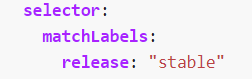 selector:
  matchLabels:
    release: "stable"